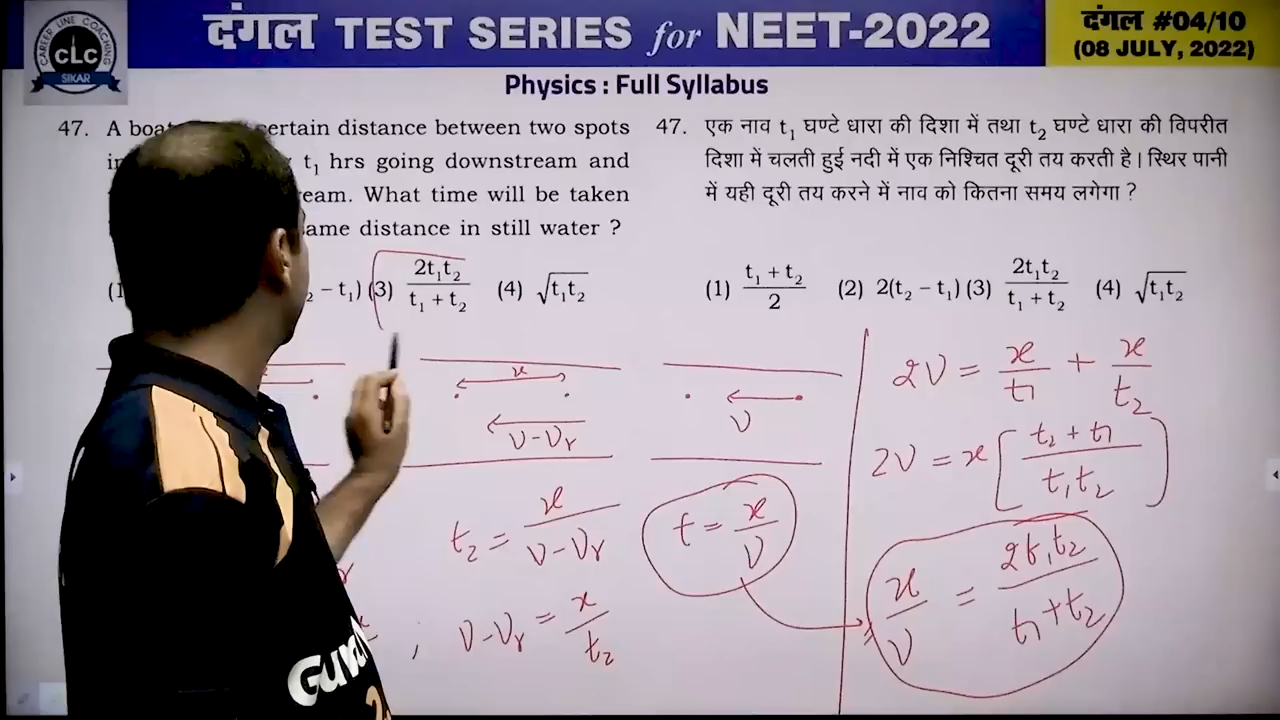 दंगल TEST SERIES for NEET-2022
दंगल #04/10
(08 JULY, 2022)
CAREER LINE COACHING
CLC
SIKAR
Physics : Full Syllabus
47. A boat ertain distance between two spots
in t₁ hrs going downstream and
eam. What time will be taken
ame distance in still water ?
(1 ₂ – t₁) (3) 2t₁t₂ / t₁ + t₂ (4) √t₁t₂
47. एक नाव t₁ घण्टे धारा की दिशा में तथा t₂ घण्टे धारा की विपरीत
दिशा में चलती हुई नदी में एक निश्चित दूरी तय करती है। स्थिर पानी
में यही दूरी तय करने में नाव को कितना समय लगेगा ?
(1) t₁ + t₂ / 2 (2) 2(t₂ – t₁) (3) 2t₁t₂ / t₁ + t₂ (4) √t₁t₂
x
v-vᵣ
t₂ = x / v-vᵣ
, v-vᵣ = x / t₂
v
t = x / v
2v = x / t₁ + x / t₂
2v = x [ t₂ + t₁ / t₁t₂ ]
x / v = 2t₁t₂ / t₁+t₂